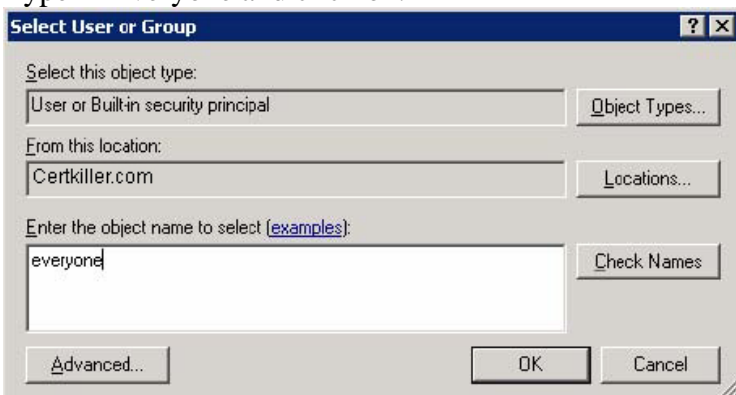 Select User or Group
Select this object type:
User or Built-in security principal
Object Types...
From this location:
Certkiller.com
Locations...
Enter the object name to select (examples):
everyone
Check Names
Advanced...
OK
Cancel